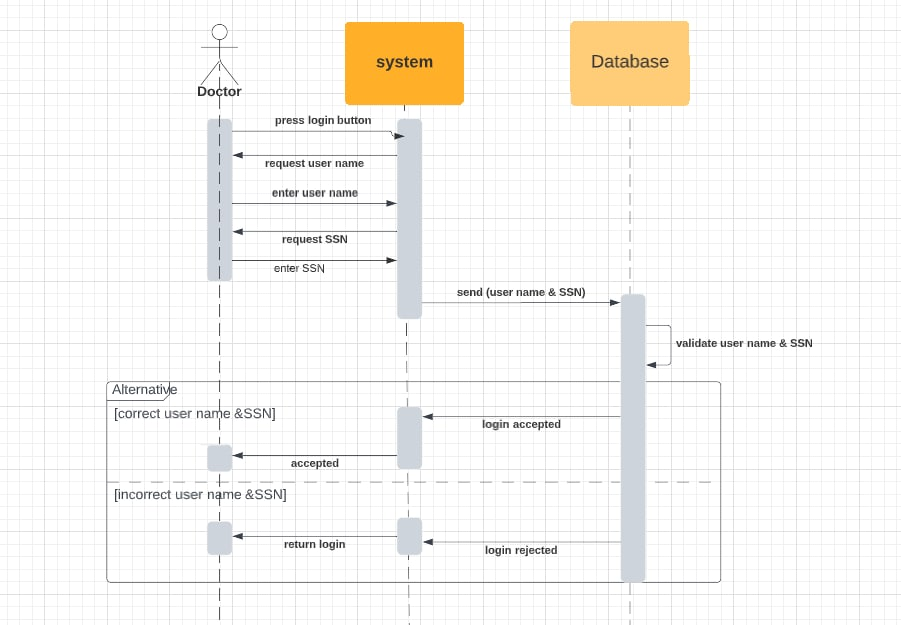 Doctor
system
Database
press login button
request user name
enter user name
request SSN
enter SSN
send (user name & SSN)
validate user name & SSN
Alternative
[correct user name &SSN]
login accepted
accepted
[incorrect user name &SSN]
return login
login rejected